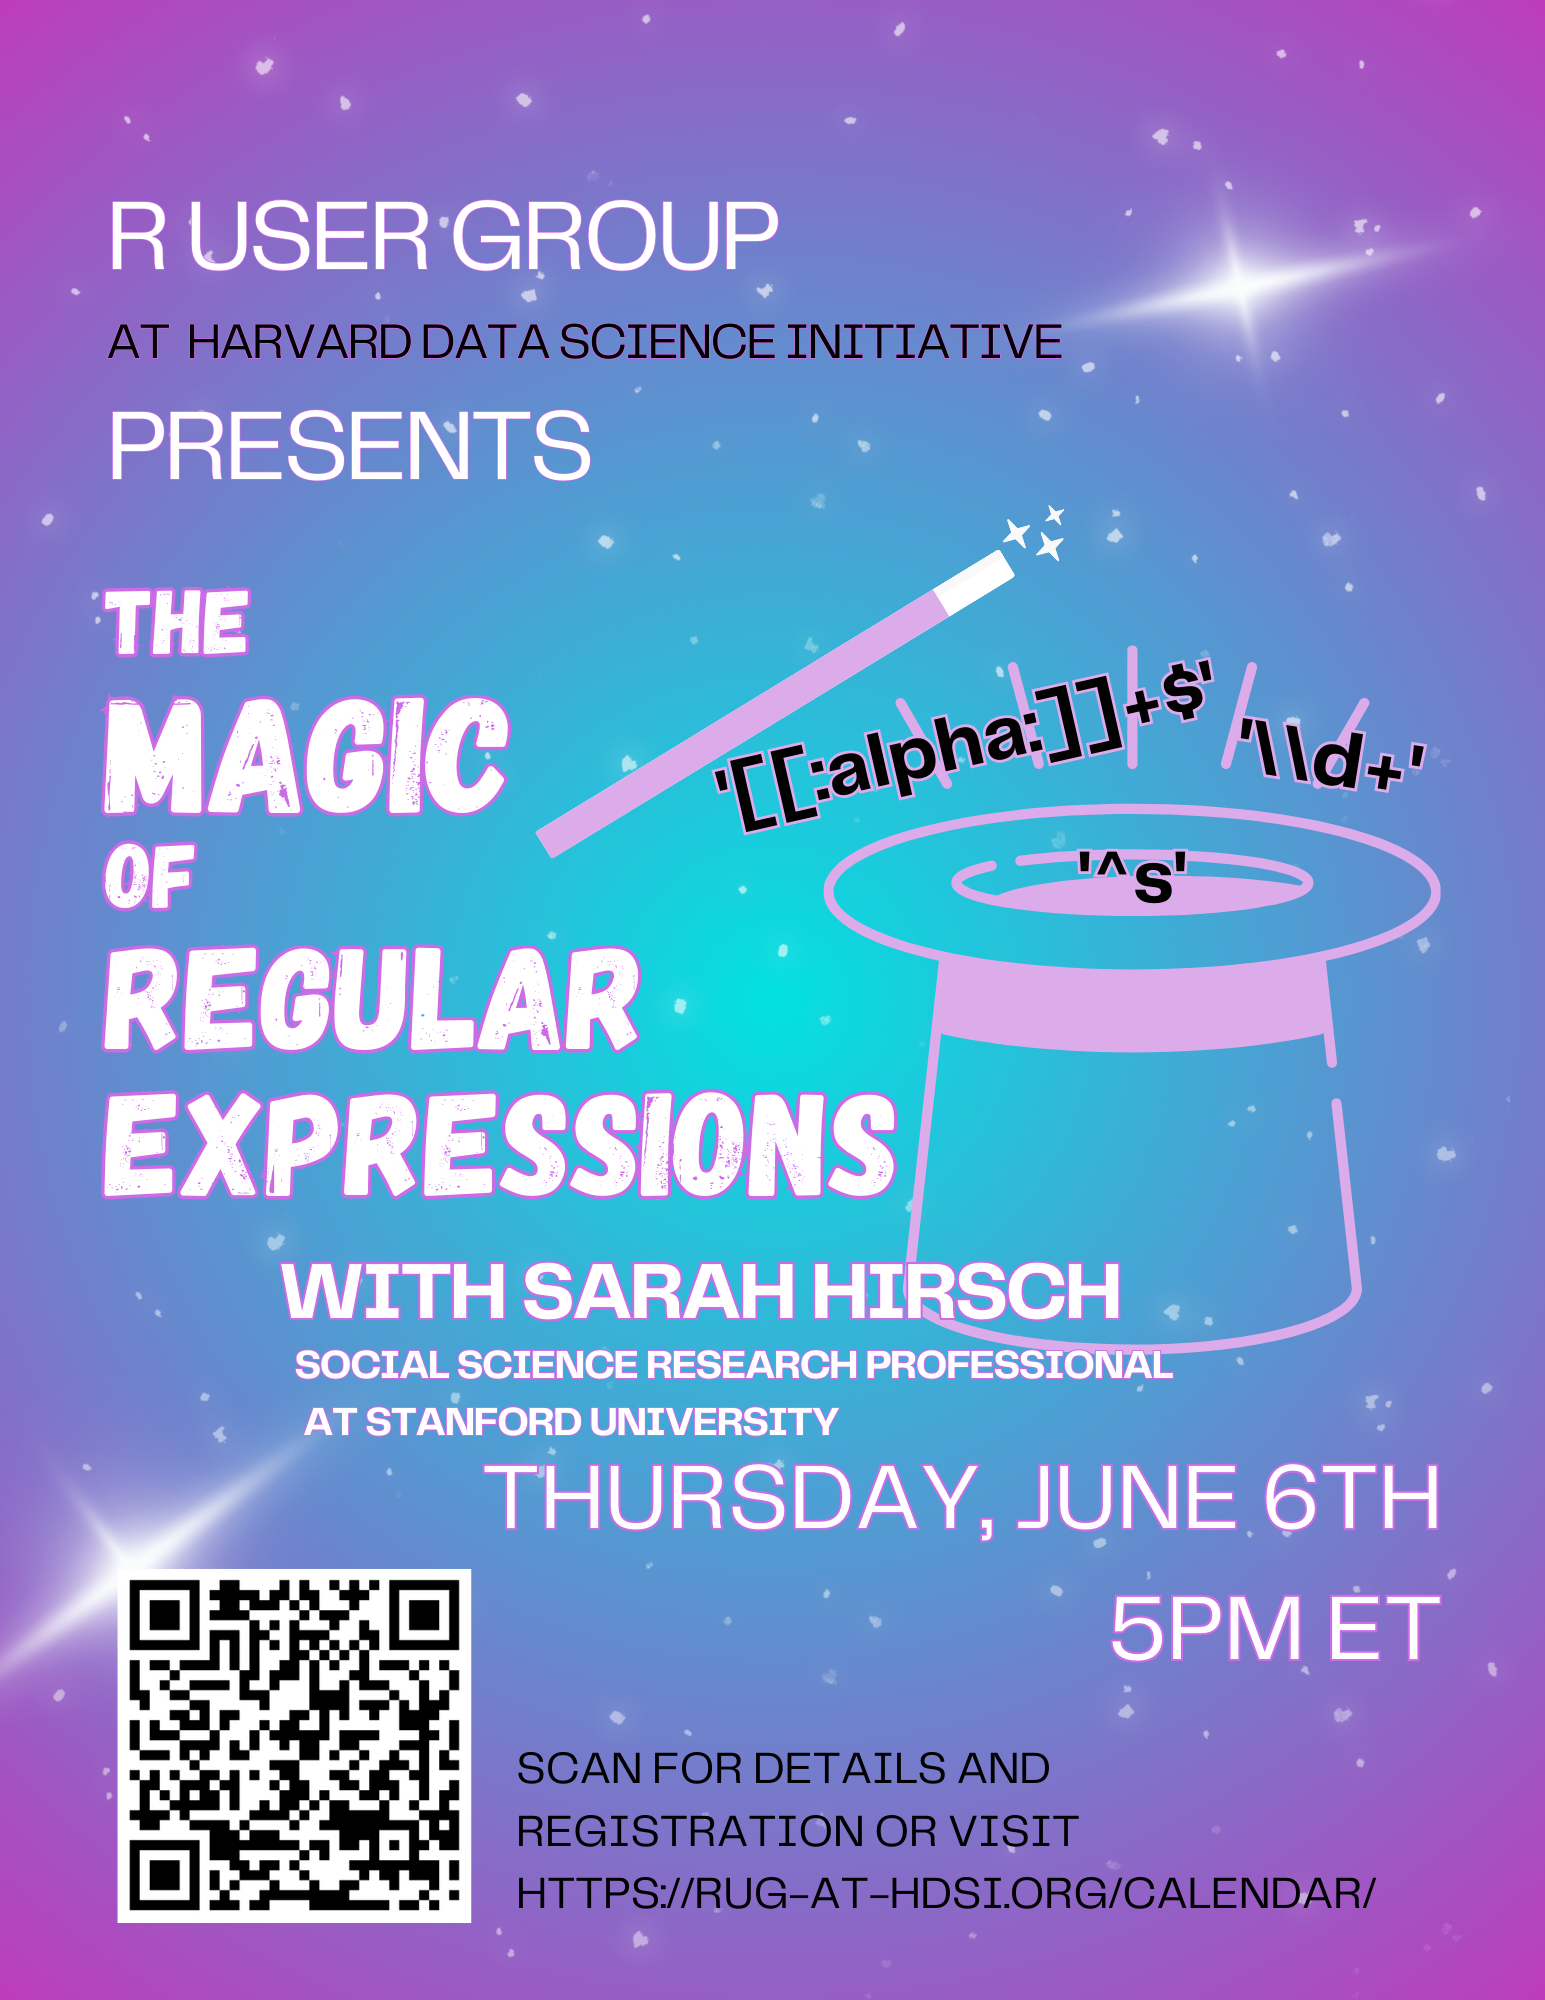 R USER GROUP
AT HARVARD DATA SCIENCE INITIATIVE
PRESENTS
THE
MAGIC
OF
REGULAR
EXPRESSIONS
'[[:alpha:]]+$'
'\\d+'
'^s'
WITH SARAH HIRSCH
SOCIAL SCIENCE RESEARCH PROFESSIONAL
AT STANFORD UNIVERSITY
THURSDAY, JUNE 6TH
5PM ET
SCAN FOR DETAILS AND
REGISTRATION OR VISIT
HTTPS://RUG-AT-HDSI.ORG/CALENDAR/